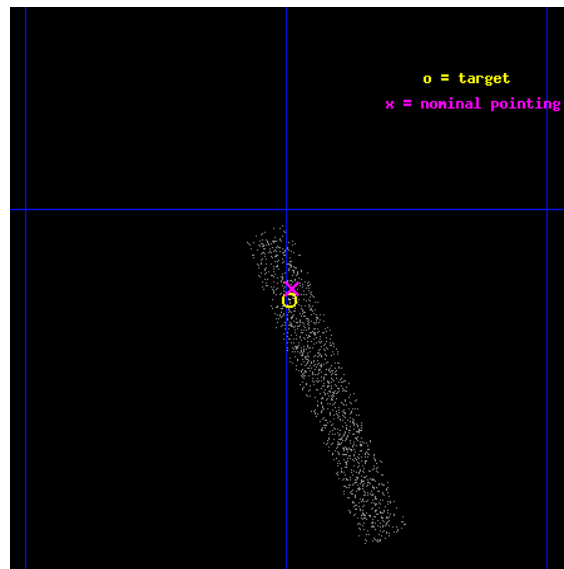 o = target
x = nominal pointing